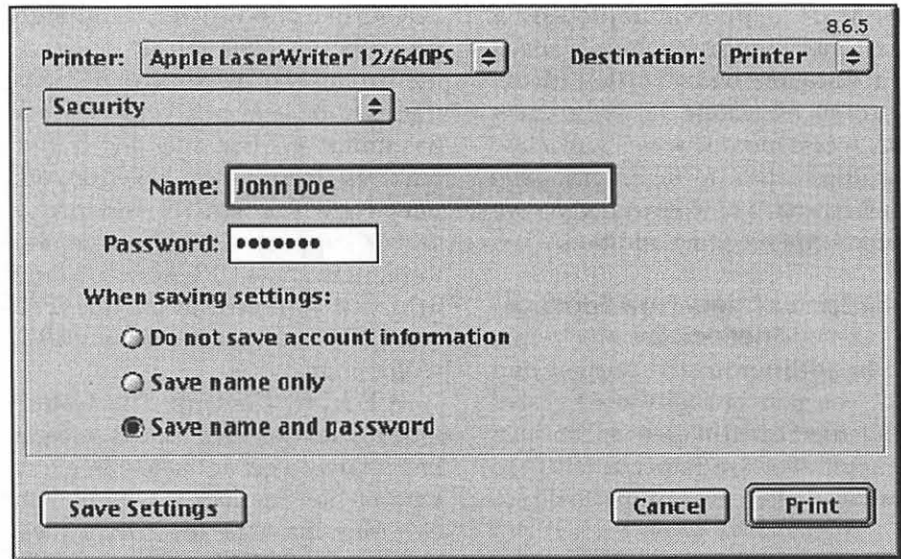 8.6.5
Printer: Apple LaserWriter 12/640PS Destination: Printer
Security
Name: John Doe
Password: •••••••
When saving settings:
Do not save account information
Save name only
Save name and password
Save Settings Cancel Print